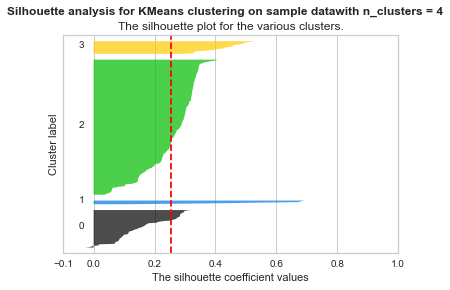 Silhouette analysis for KMeans clustering on sample datawith n_clusters = 4
The silhouette plot for the various clusters.
Cluster label
3
2
1
0
−0.1 0.0 0.2 0.4 0.6 0.8 1.0
The silhouette coefficient values